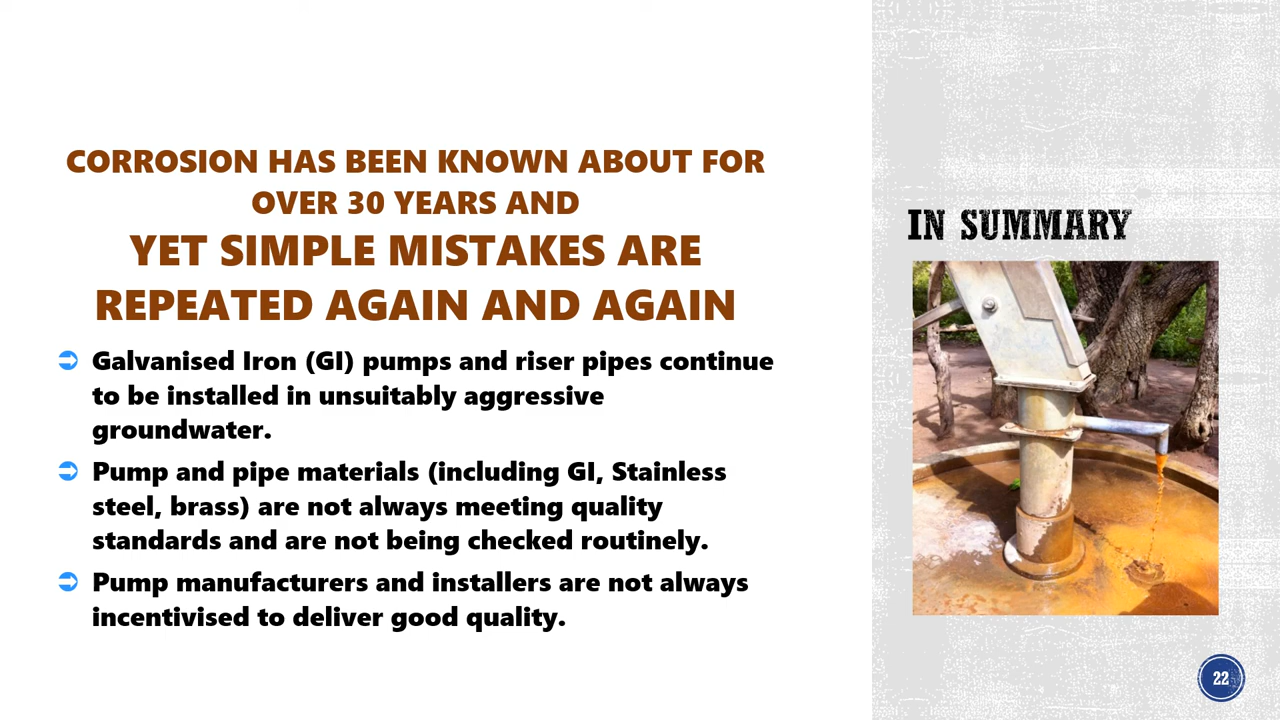 CORROSION HAS BEEN KNOWN ABOUT FOR
OVER 30 YEARS AND
YET SIMPLE MISTAKES ARE
REPEATED AGAIN AND AGAIN
Galvanised Iron (GI) pumps and riser pipes continue
to be installed in unsuitably aggressive
groundwater.
Pump and pipe materials (including GI, Stainless
steel, brass) are not always meeting quality
standards and are not being checked routinely.
Pump manufacturers and installers are not always
incentivised to deliver good quality.
IN SUMMARY
22